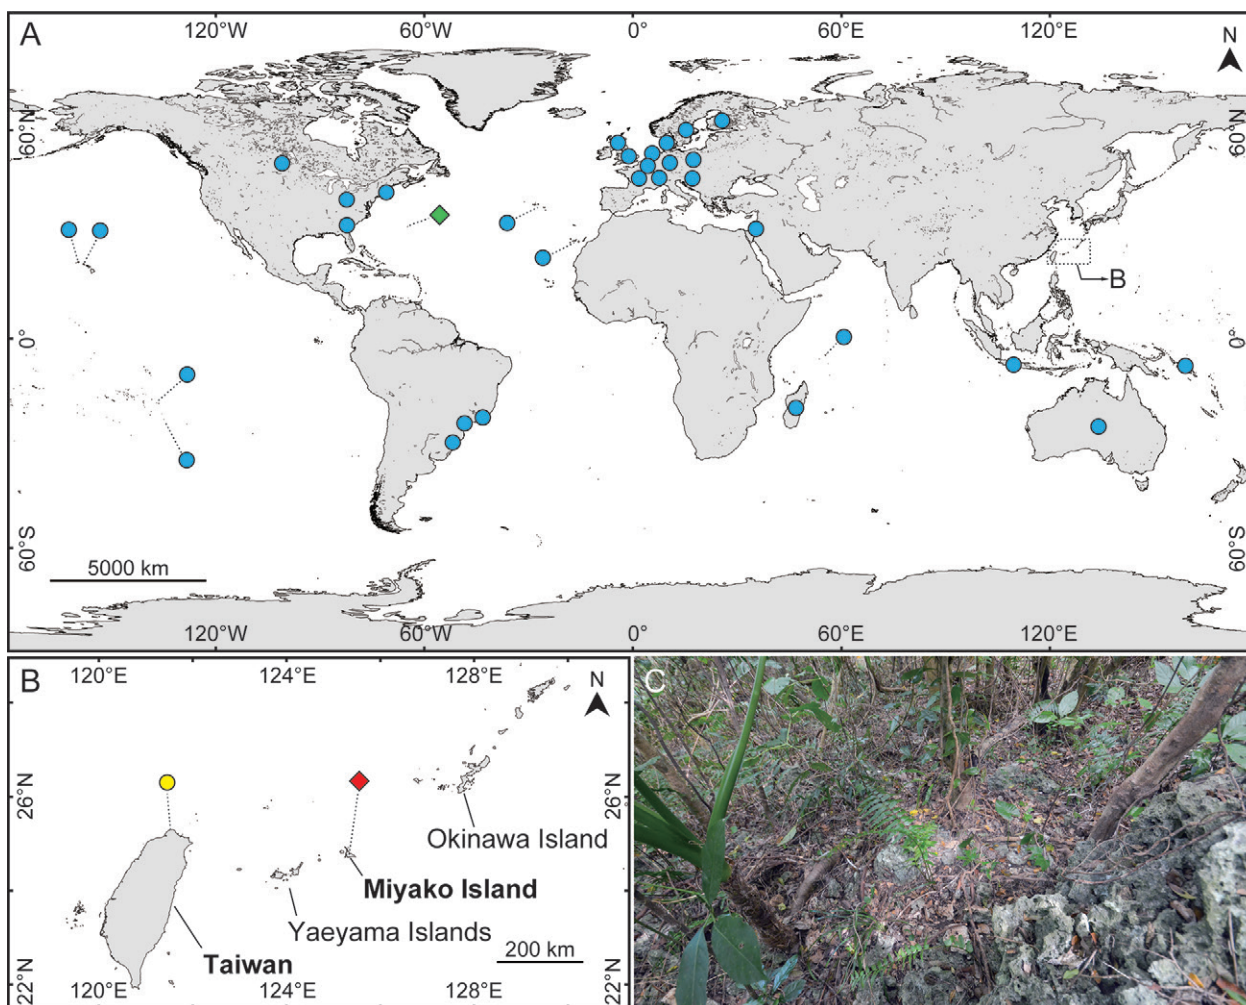 A
120°W 60°W 0° 60°E 120°E
N
60°N 60°N
B
0° 0°
60°S 60°S
5000 km
120°W 60°W 0° 60°E 120°E
B
120°E 124°E 128°E
N
26°N 26°N
Okinawa Island
Miyako Island
Yaeyama Islands
200 km
Taiwan
22°N 22°N
120°E 124°E 128°E
C